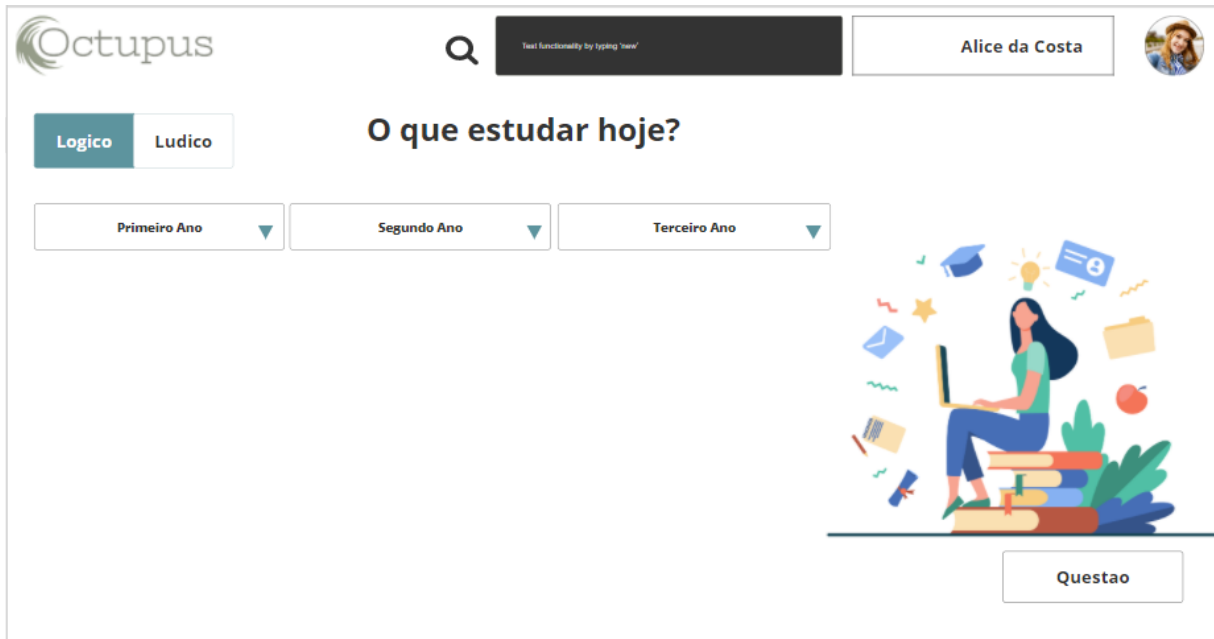 Octupus
Test functionality by typing 'new'
Alice da Costa
Logico
Ludico
O que estudar hoje?
Primeiro Ano
Segundo Ano
Terceiro Ano
Questao